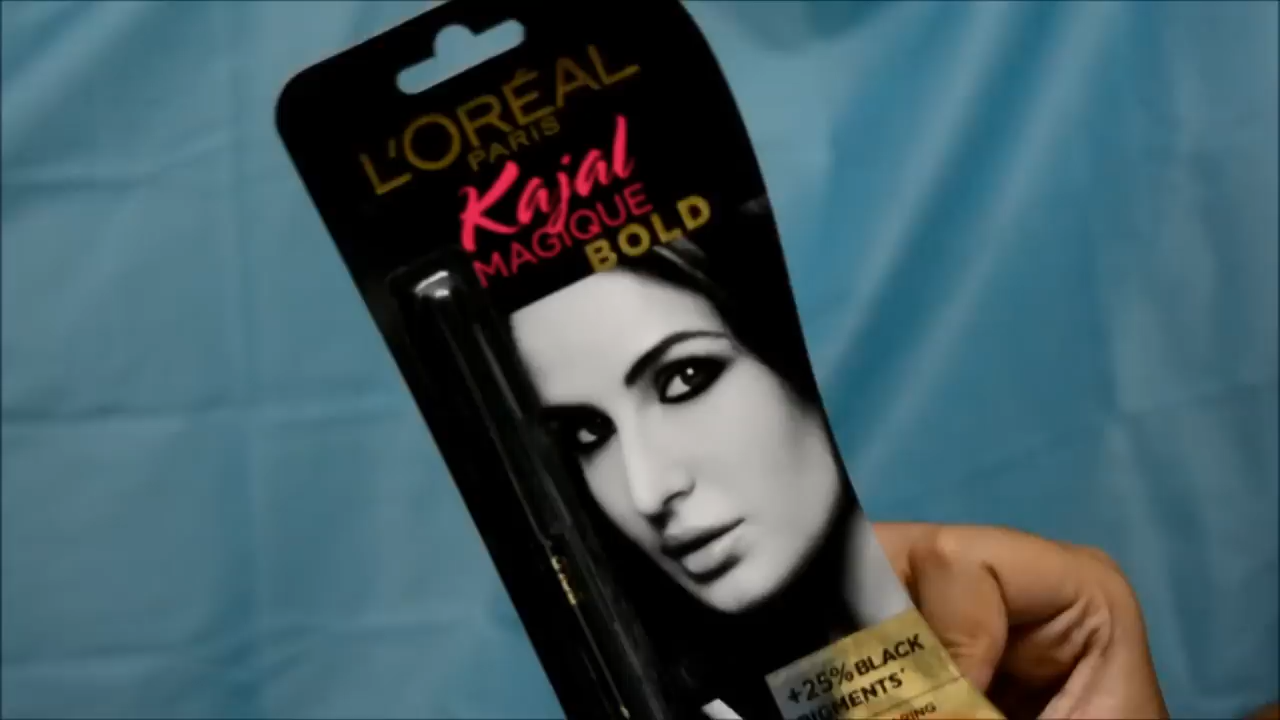 L'ORÉAL
PARIS
Kajal
MAGIQUE
BOLD
+25% BLACK
PIGMENTS*